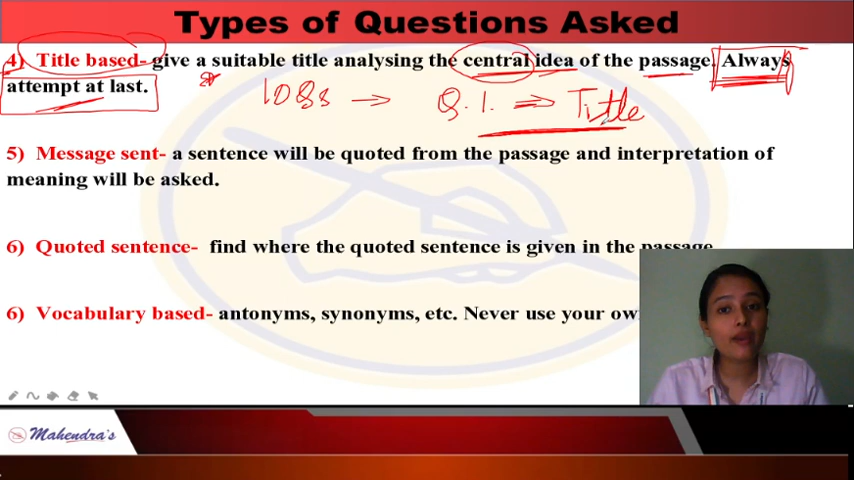 Types of Questions Asked
4) Title based- give a suitable title analysing the central idea of the passage. Always
attempt at last.
10 Qs → Q.1. ⇒ Title
5) Message sent- a sentence will be quoted from the passage and interpretation of
meaning will be asked.
6) Quoted sentence- find where the quoted sentence is given in the passage
6) Vocabulary based- antonyms, synonyms, etc. Never use your
Mahendra's